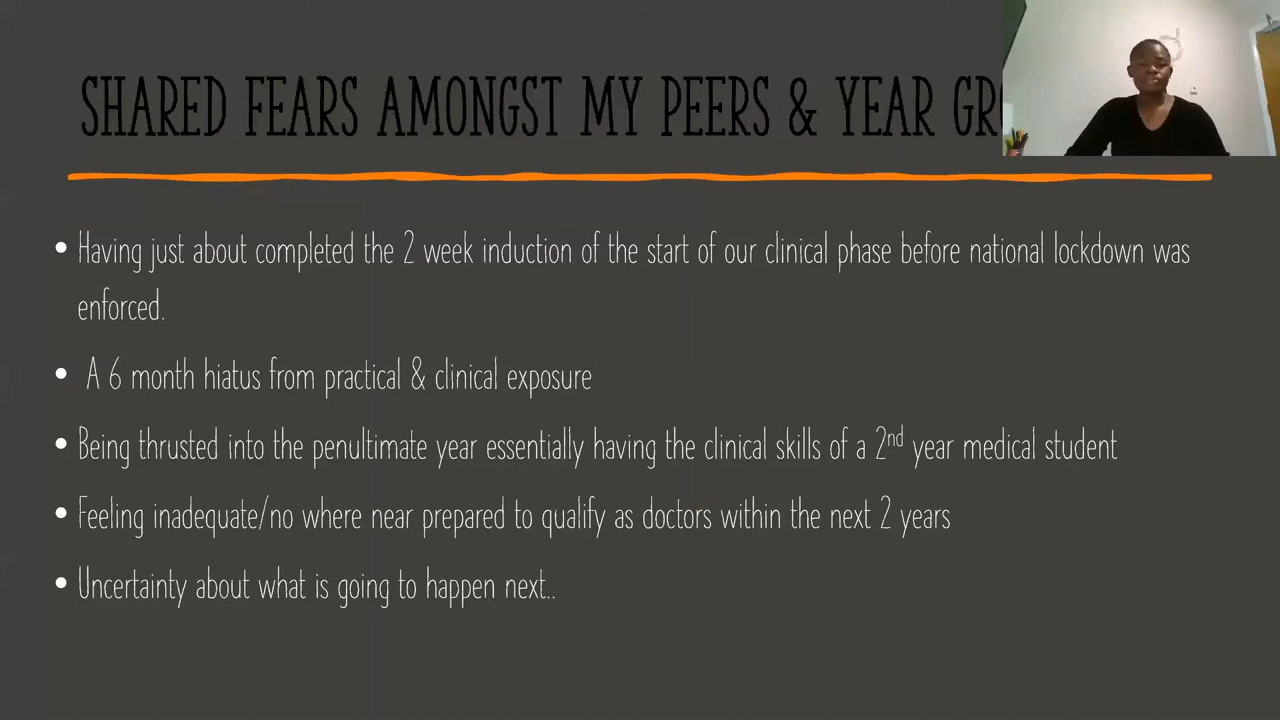 SHARED FEARS AMONGST MY PEERS & YEAR
• Having just about completed the 2 week induction of the start of our clinical phase before national lockdown was
enforced.
• A 6 month hiatus from practical & clinical exposure
• Being thrusted into the penultimate year essentially having the clinical skills of a 2nd year medical student
• Feeling inadequate/no where near prepared to qualify as doctors within the next 2 years
• Uncertainty about what is going to happen next..